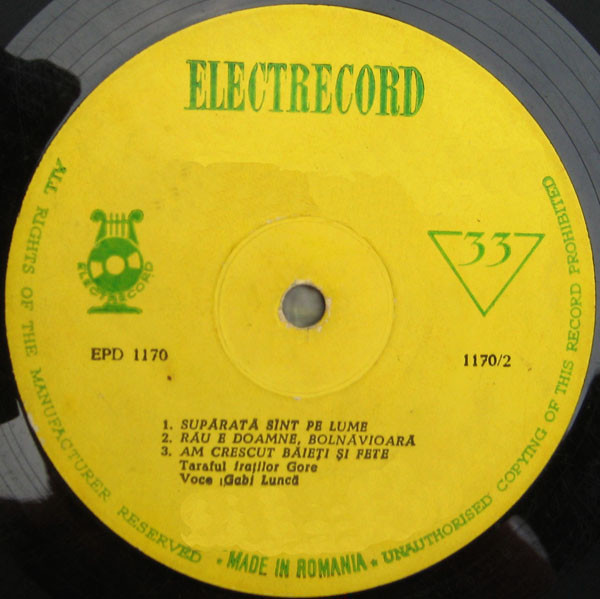 ELECTRECORD
ELECTRECORD
33
EPD 1170
1170/2
1. SUPĂRATĂ SÎNT PE LUME
2. RĂU E DOAMNE, BOLNĂVIOARĂ
3. AM CRESCUT BĂIEȚI ȘI FETE
Taraful fraților Gore
Voce : Gabi Luncă
ALL RIGHTS OF THE MANUFACTURER RESERVED • MADE IN ROMANIA • UNAUTHORISED COPYING OF THIS RECORD PROHIBITED